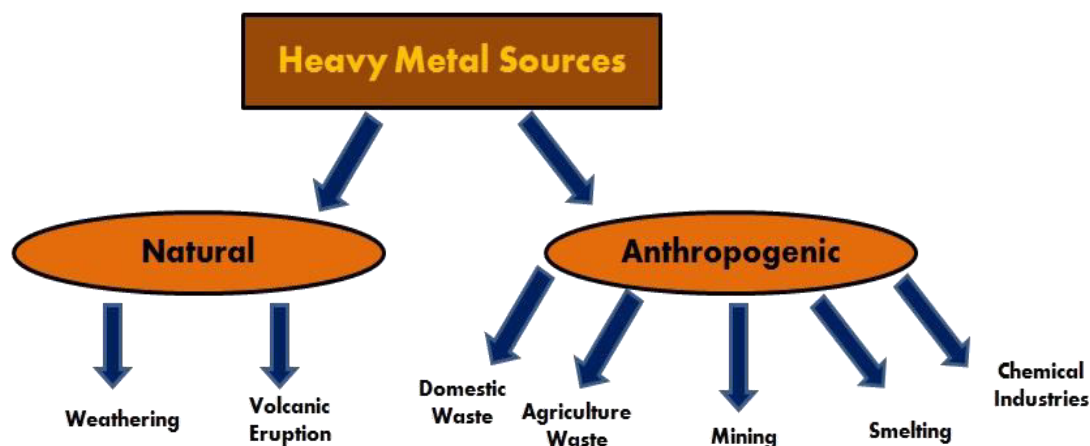 Heavy Metal Sources
Natural
Anthropogenic
Weathering
Volcanic
Eruption
Domestic
Waste
Agriculture
Waste
Mining
Smelting
Chemical
Industries